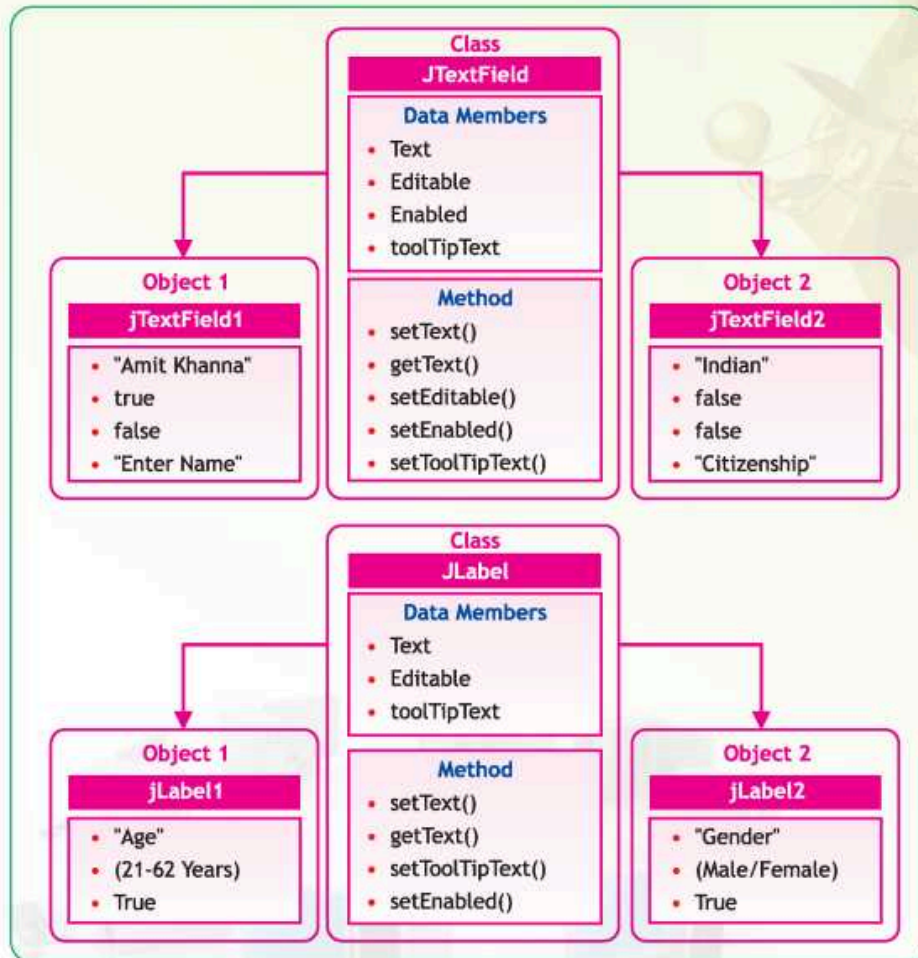 Class
JTextField
Data Members
• Text
• Editable
• Enabled
• toolTipText
Method
• setText()
• getText()
• setEditable()
• setEnabled()
• setToolTipText()
Object 1
jTextField1
• "Amit Khanna"
• true
• false
• "Enter Name"
Object 2
jTextField2
• "Indian"
• false
• false
• "Citizenship"
Class
JLabel
Data Members
• Text
• Editable
• toolTipText
Method
• setText()
• getText()
• setToolTipText()
• setEnabled()
Object 1
jLabel1
• "Age"
• (21-62 Years)
• True
Object 2
jLabel2
• "Gender"
• (Male/Female)
• True